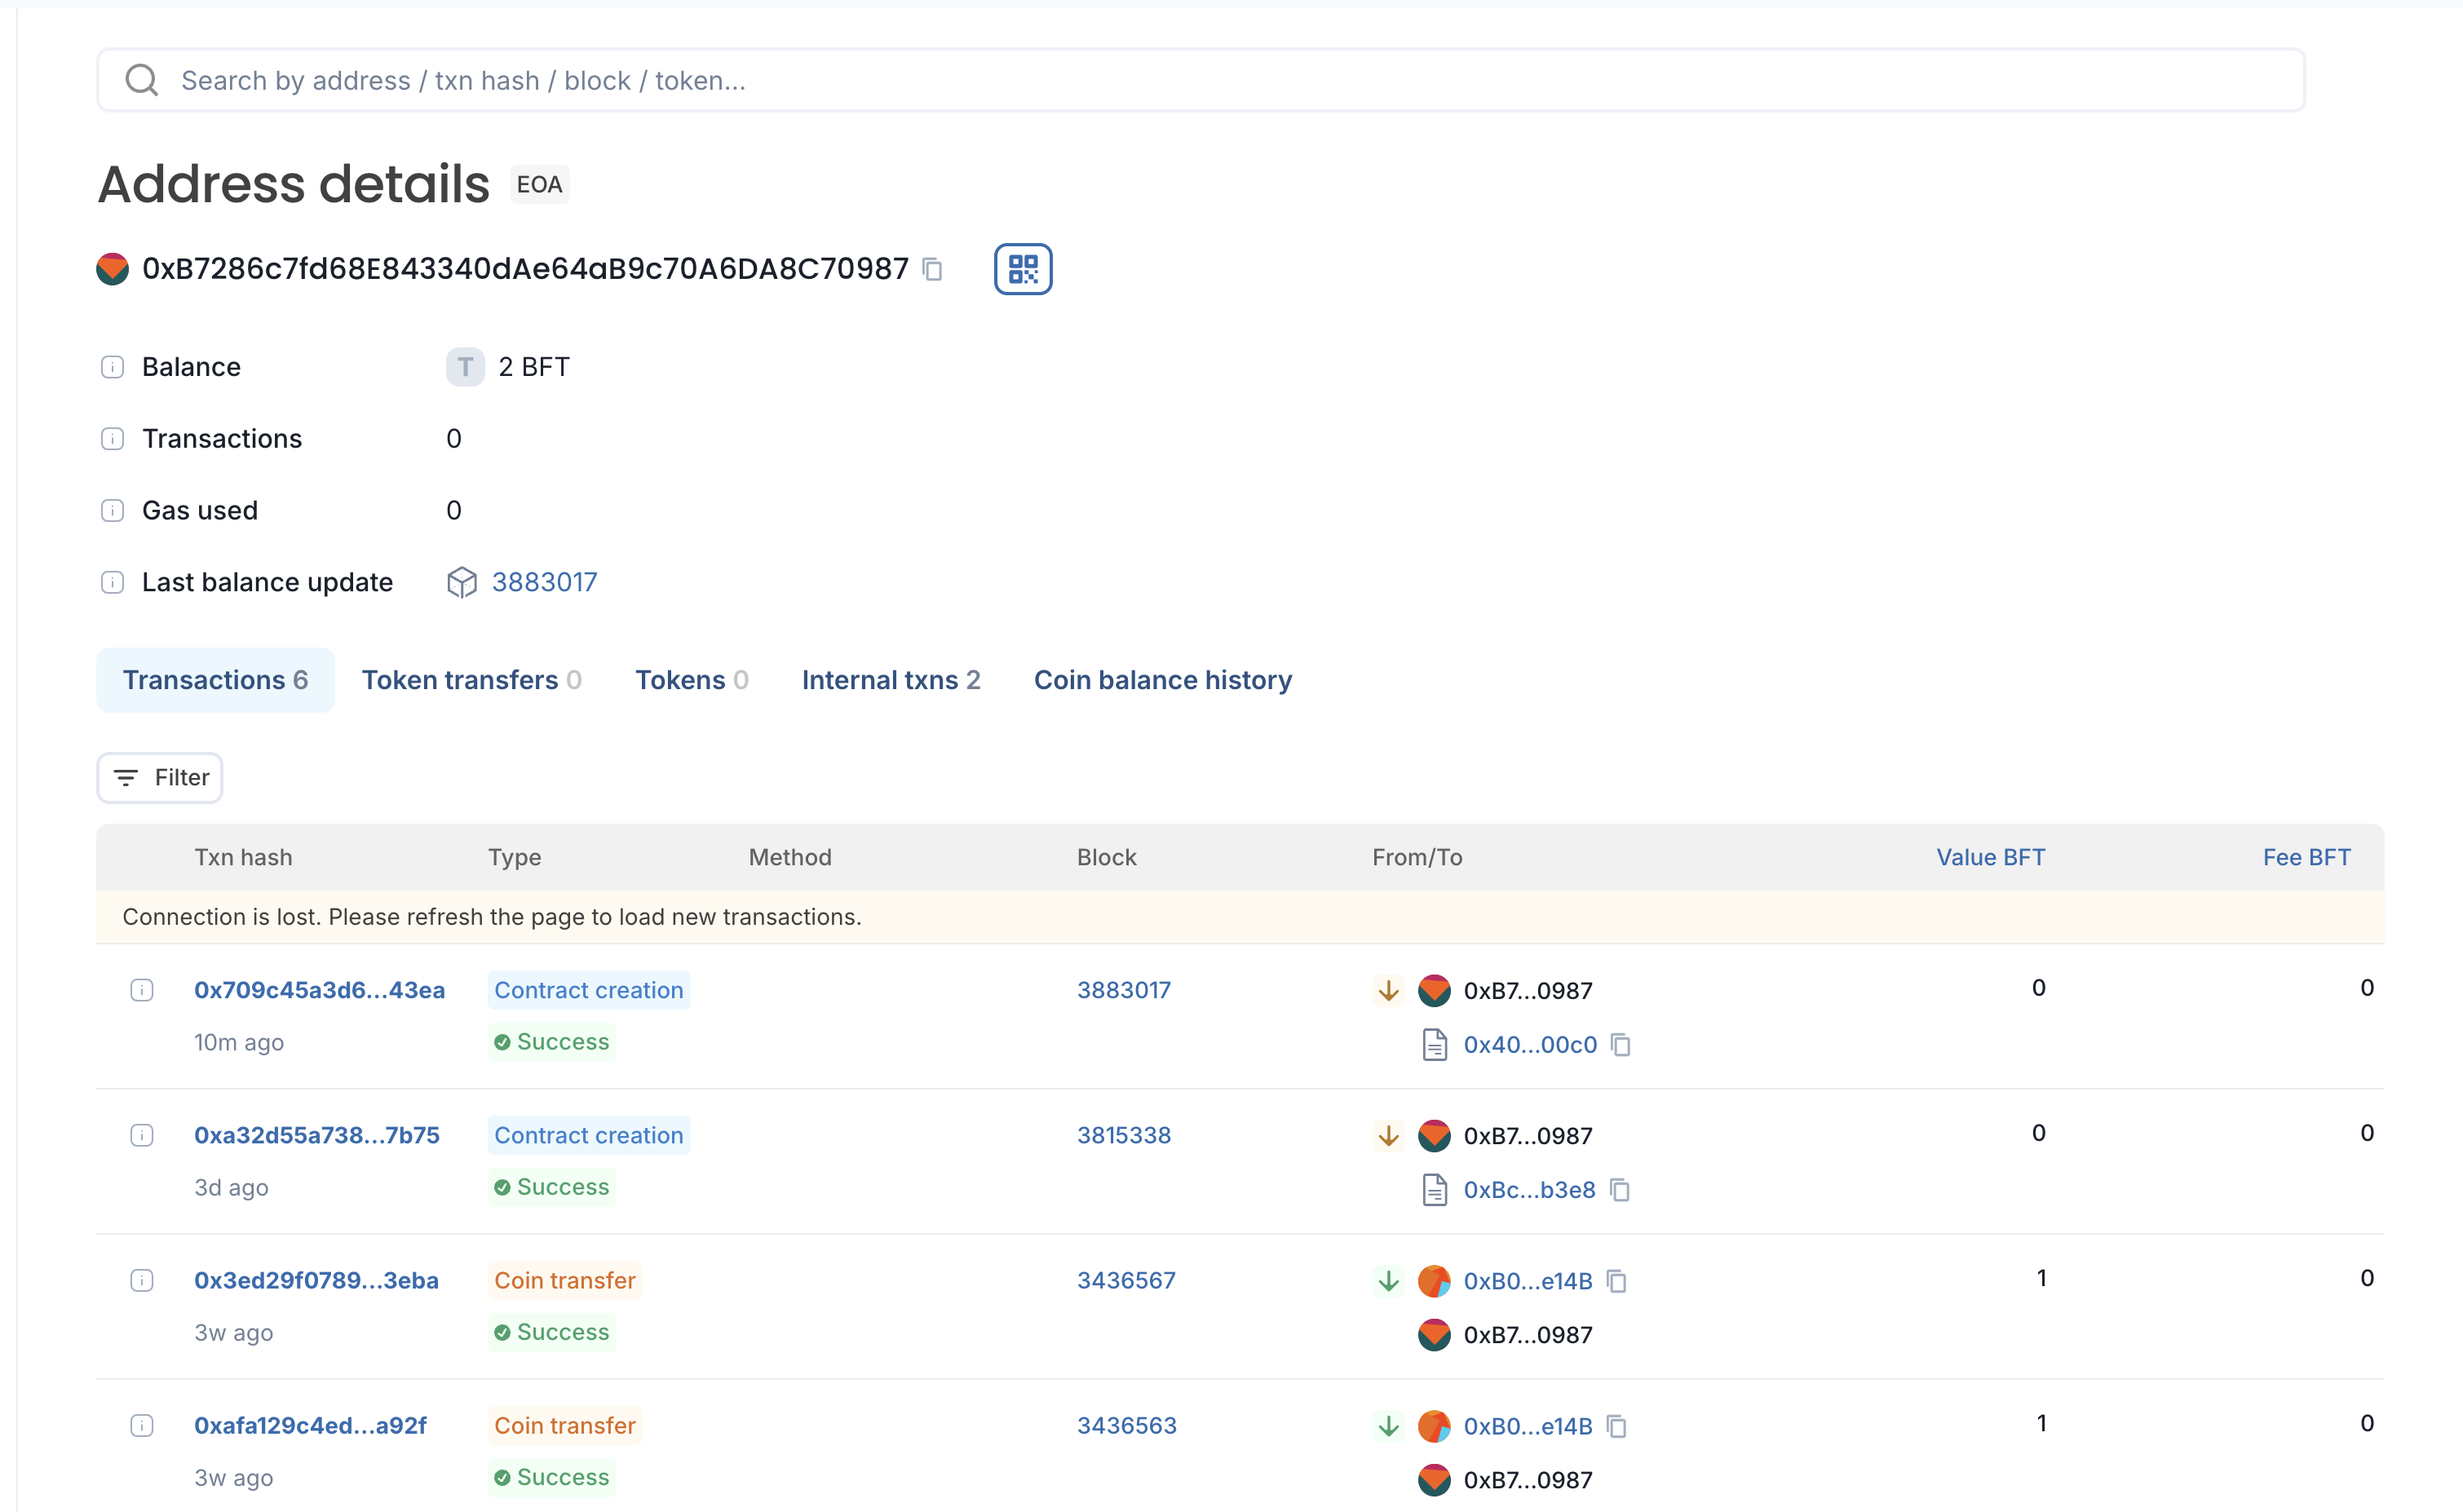 Search by address / txn hash / block / token...
Address details EOA
0xB7286c7fd68E843340dAe64aB9c70A6DA8C70987
Balance T 2 BFT
Transactions 0
Gas used 0
Last balance update 3883017
Transactions 6 Token transfers 0 Tokens 0 Internal txns 2 Coin balance history
Filter
Txn hash Type Method Block From/To Value BFT Fee BFT
Connection is lost. Please refresh the page to load new transactions.
0x709c45a3d6...43ea Contract creation 3883017 0xB7...0987 0 0
10m ago Success 0x40...00c0
0xa32d55a738...7b75 Contract creation 3815338 0xB7...0987 0 0
3d ago Success 0xBc...b3e8
0x3ed29f0789...3eba Coin transfer 3436567 0xB0...e14B 1 0
3w ago Success 0xB7...0987
0xafa129c4ed...a92f Coin transfer 3436563 0xB0...e14B 1 0
3w ago Success 0xB7...0987